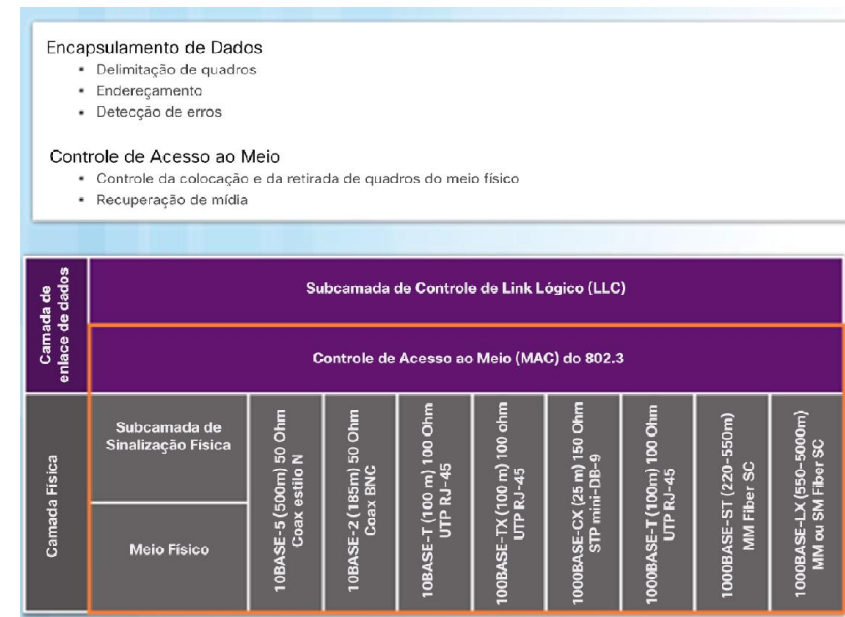 Encapsulamento de Dados
• Delimitação de quadros
• Endereçamento
• Detecção de erros
Controle de Acesso ao Meio
• Controle da colocação e da retirada de quadros do meio físico
• Recuperação de mídia
Camada de
enlace de dados
Subcamada de Controle de Link Lógico (LLC)
Controle de Acesso ao Meio (MAC) do 802.3
Camada Física
Subcamada de
Sinalização Física
Meio Físico
10BASE-5 (500m) 50 Ohm
Coax estilo N
10BASE-2 (185m) 50 Ohm
Coax BNC
10BASE-T (100 m) 100 Ohm
UTP RJ-45
100BASE-TX (100 m) 100 ohm
UTP RJ-45
1000BASE-CX (25 m) 150 Ohm
STP mini-DB-9
1000BASE-T (100m) 100 Ohm
UTP RJ-45
1000BASE-ST (220-550m)
MM Fiber SC
1000BASE-LX (550-5000m)
MM ou SM Fiber SC